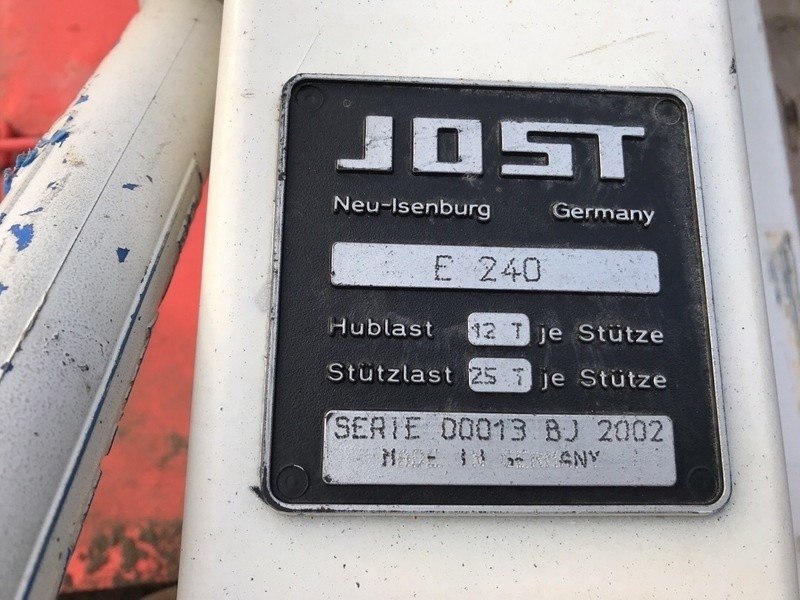 JOST
Neu-Isenburg Germany
E 240
Hublast 12 T je Stütze
Stützlast 25 T je Stütze
SERIE 00013 BJ 2002
MADE IN GERMANY